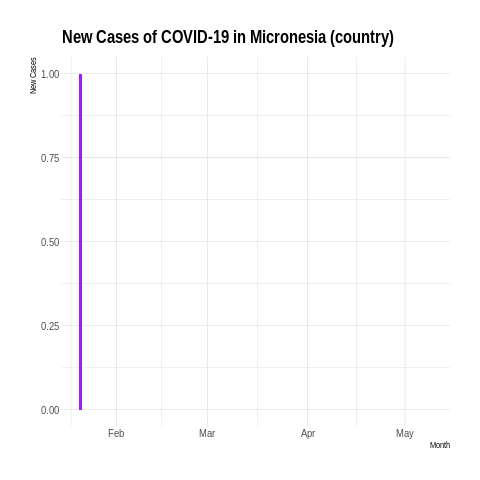 New Cases of COVID-19 in Micronesia (country)
New Cases
1.00
0.75
0.50
0.25
0.00
Feb Mar Apr May
Month